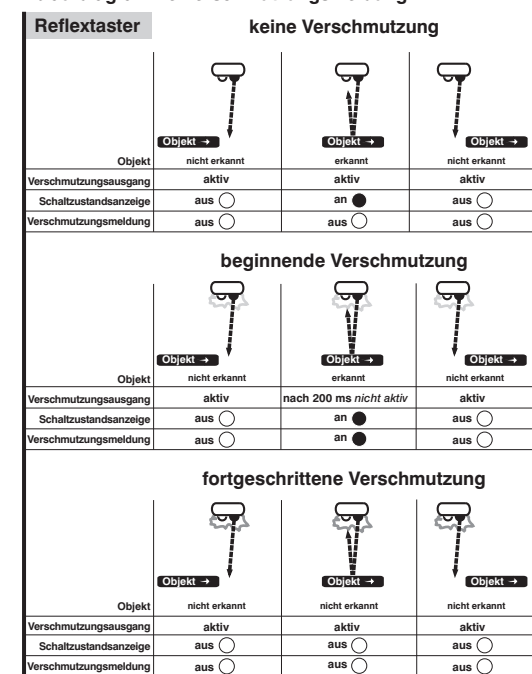 Reflextaster
keine Verschmutzung
Objekt → Objekt → Objekt →
Objekt nicht erkannt erkannt nicht erkannt
Verschmutzungsausgang aktiv aktiv aktiv
Schaltzustandsanzeige aus an aus
Verschmutzungsmeldung aus aus aus
beginnende Verschmutzung
Objekt → Objekt → Objekt →
Objekt nicht erkannt erkannt nicht erkannt
Verschmutzungsausgang aktiv nach 200 ms nicht aktiv aktiv
Schaltzustandsanzeige aus an aus
Verschmutzungsmeldung aus an aus
fortgeschrittene Verschmutzung
Objekt → Objekt → Objekt →
Objekt nicht erkannt nicht erkannt nicht erkannt
Verschmutzungsausgang aktiv aktiv aktiv
Schaltzustandsanzeige aus aus aus
Verschmutzungsmeldung aus aus aus